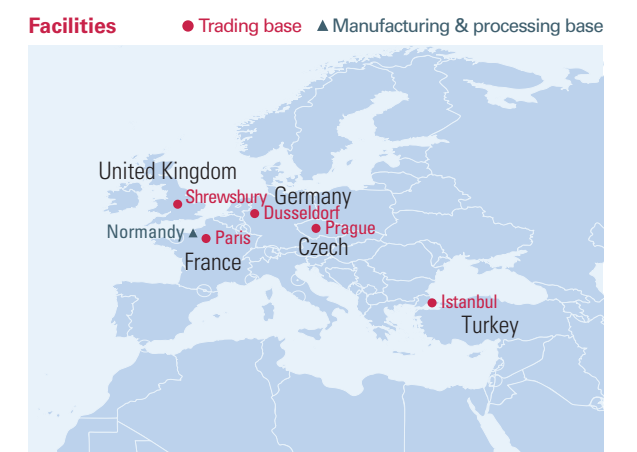 Facilities
● Trading base ▲ Manufacturing & processing base
United Kingdom
Shrewsbury
Germany
Dusseldorf
Normandy
Paris
Prague
Czech
France
Istanbul
Turkey